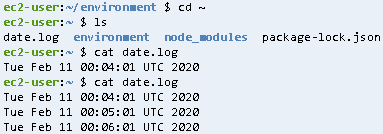 ec2-user:~/environment $ cd ~
ec2-user:~ $ ls
date.log  environment  node_modules  package-lock.json
ec2-user:~ $ cat date.log
Tue Feb 11 00:04:01 UTC 2020
ec2-user:~ $ cat date.log
Tue Feb 11 00:04:01 UTC 2020
Tue Feb 11 00:05:01 UTC 2020
Tue Feb 11 00:06:01 UTC 2020